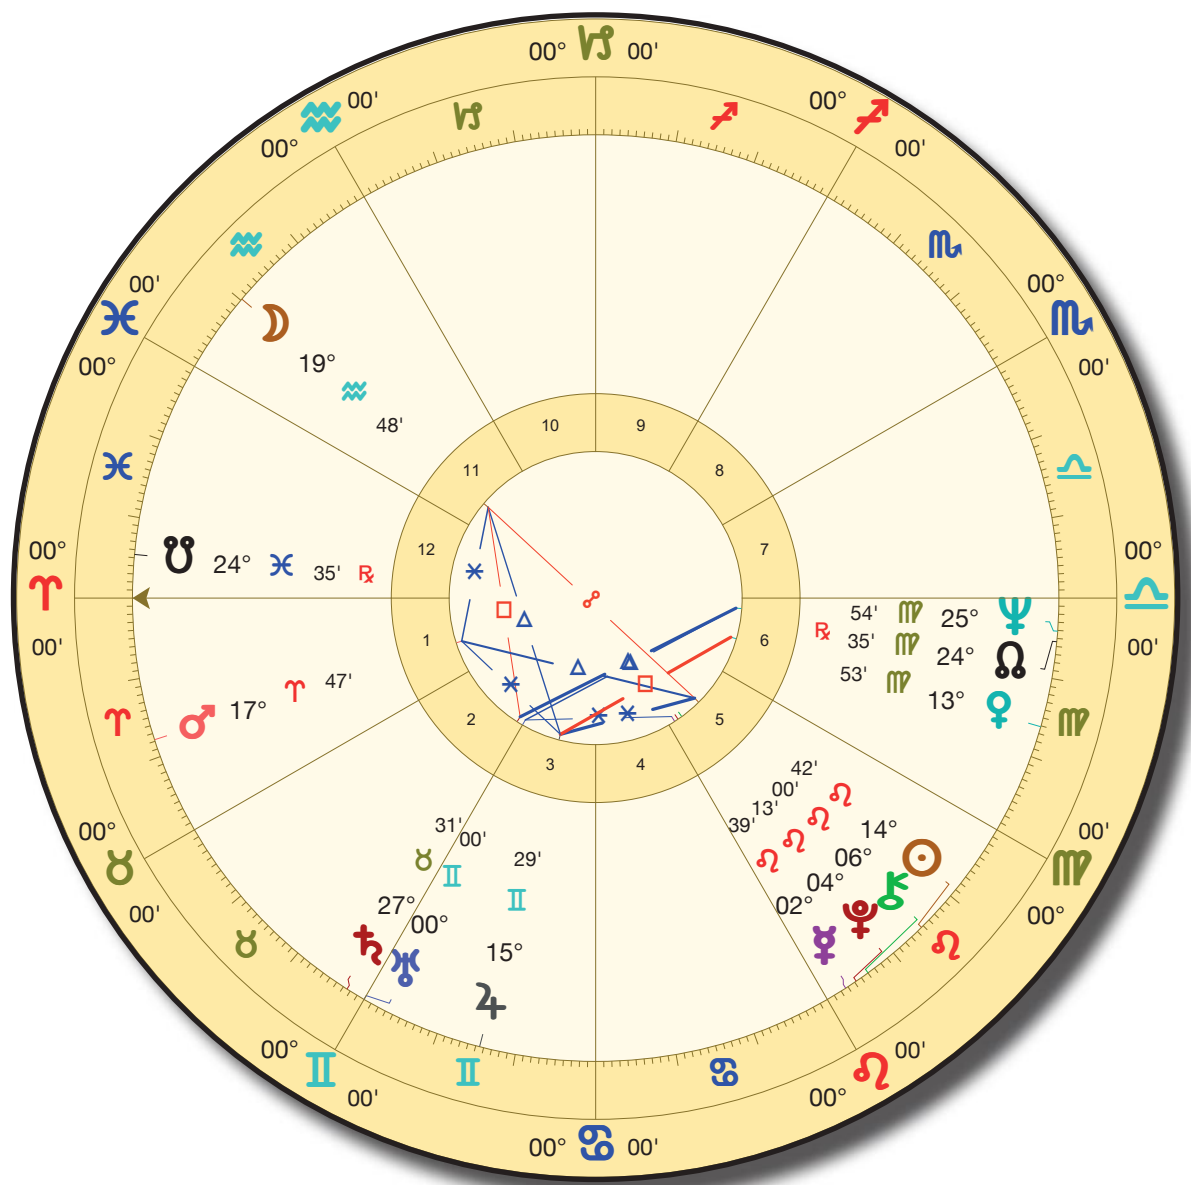 00° ♑ 00'
00° ♐ 00'
00° ♏ 00'
00° ♎ 00'
00° ♍ 00'
00° ♌ 00'
00° ♋ 00'
00° ♊ 00'
00° ♉ 00'
00° ♈ 00'
00° ♓ 00'
00° ♒ 00'
♑
♐
♏
♎
♍
♌
♋
♊
♉
♈
♓
♒
☽ 19° ♒ 48'
☋ 24° ♓ 35' ℞
♂ 17° ♈ 47'
♄ 27° ♉ 31'
♅ 00° ♊ 00'
♃ 15° ♊ 29'
☿ 02° ♌ 39'
♇ 04° ♌ 13'
⚷ 06° ♌ 00'
☉ 14° ♌ 42'
♀ 13° ♍ 53'
☊ 24° ♍ 35' ℞
♆ 25° ♍ 54'
1
2
3
4
5
6
7
8
9
10
11
12